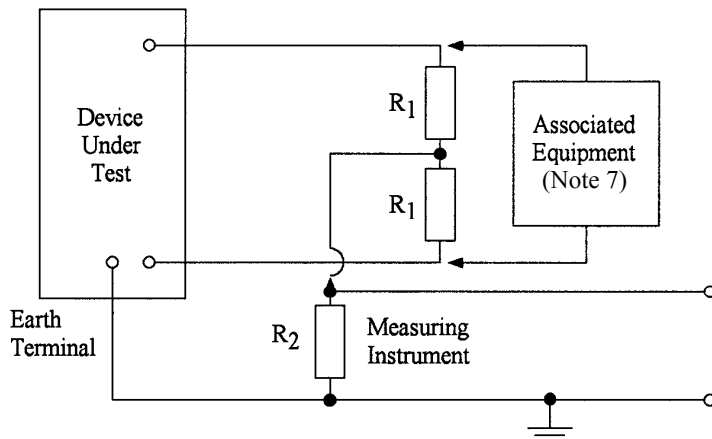 Device
Under
Test
R1
R1
Associated
Equipment
(Note 7)
Earth
Terminal
R2
Measuring
Instrument